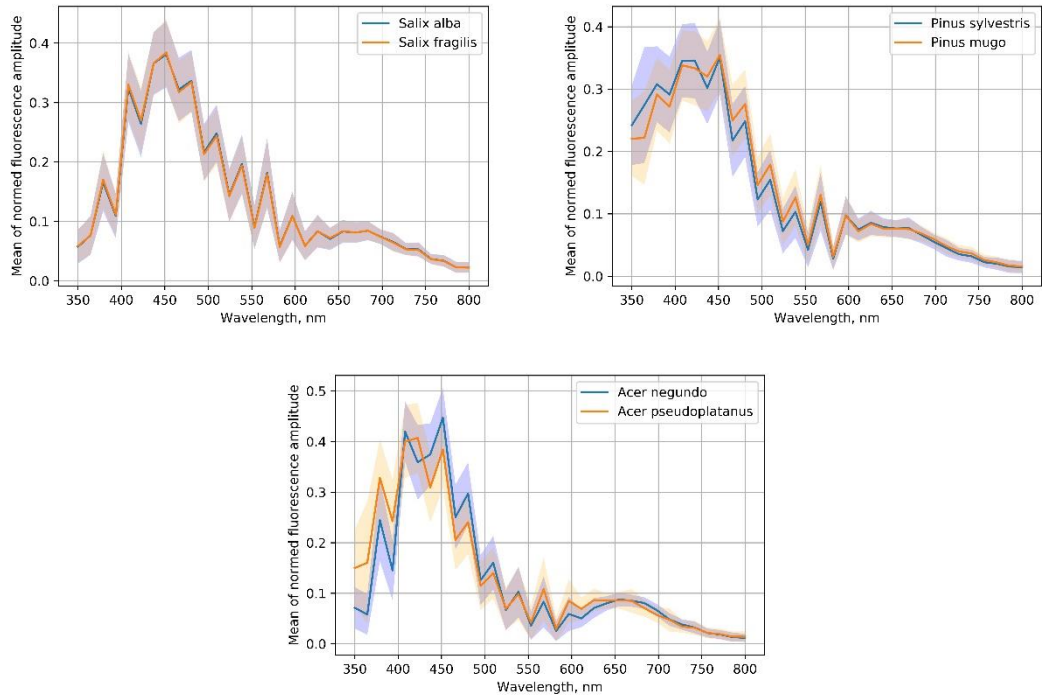 Mean of normed fluorescence amplitude
0.4
0.3
0.2
0.1
0.0
350 400 450 500 550 600 650 700 750 800
Wavelength, nm
Salix alba
Salix fragilis
Mean of normed fluorescence amplitude
0.4
0.3
0.2
0.1
0.0
350 400 450 500 550 600 650 700 750 800
Wavelength, nm
Pinus sylvestris
Pinus mugo
Mean of normed fluorescence amplitude
0.5
0.4
0.3
0.2
0.1
0.0
350 400 450 500 550 600 650 700 750 800
Wavelength, nm
Acer negundo
Acer pseudoplatanus